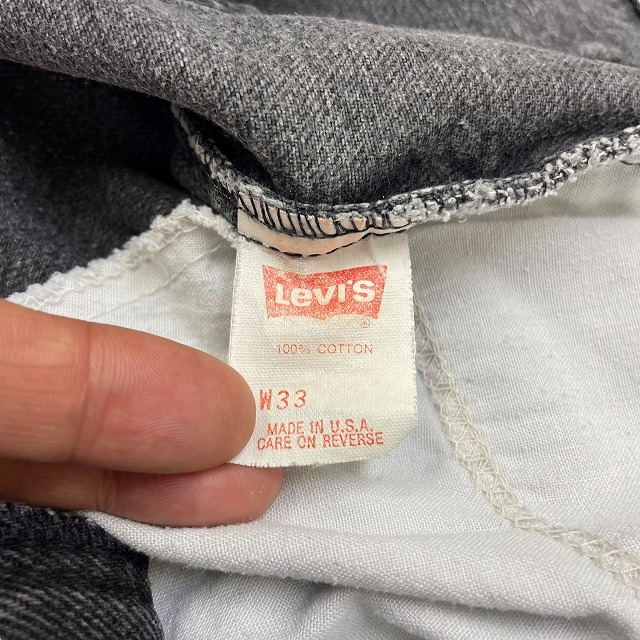 Levi's
®
100% COTTON
W33
MADE IN U.S.A.
CARE ON REVERSE